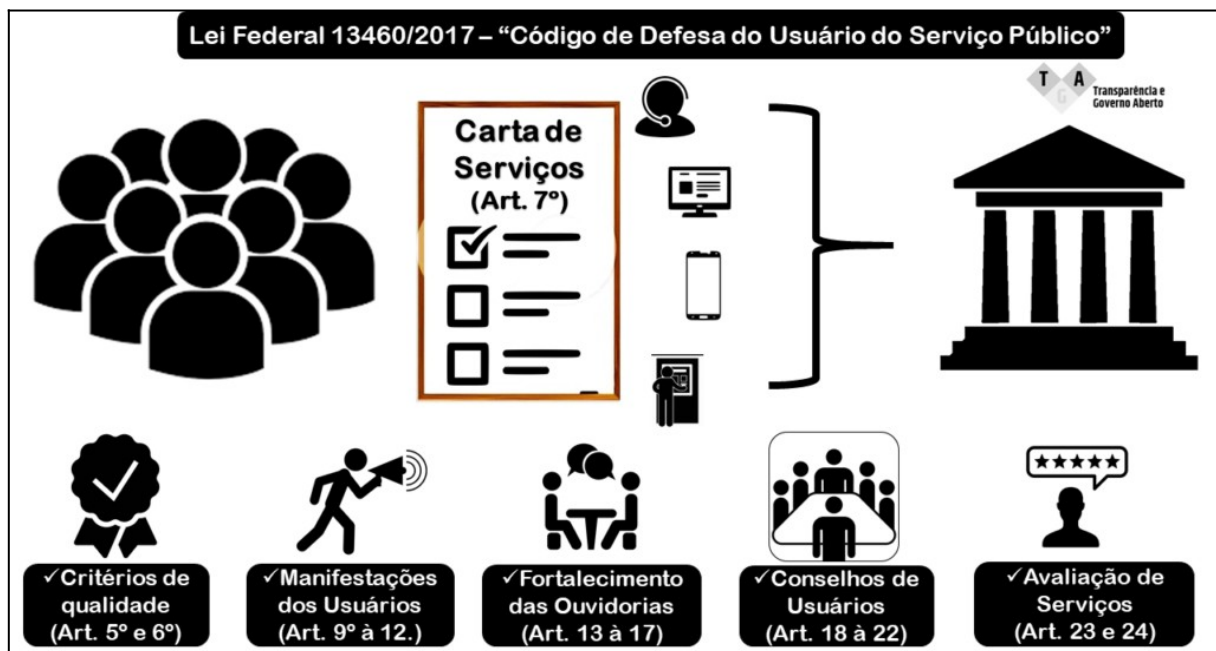 Lei Federal 13460/2017 – “Código de Defesa do Usuário do Serviço Público”
T G A
Transparência e
Governo Aberto
Carta de
Serviços
(Art. 7º)
✓Critérios de
qualidade
(Art. 5º e 6º)
✓Manifestações
dos Usuários
(Art. 9º à 12.)
✓Fortalecimento
das Ouvidorias
(Art. 13 à 17)
✓Conselhos de
Usuários
(Art. 18 à 22)
✓Avaliação de
Serviços
(Art. 23 e 24)